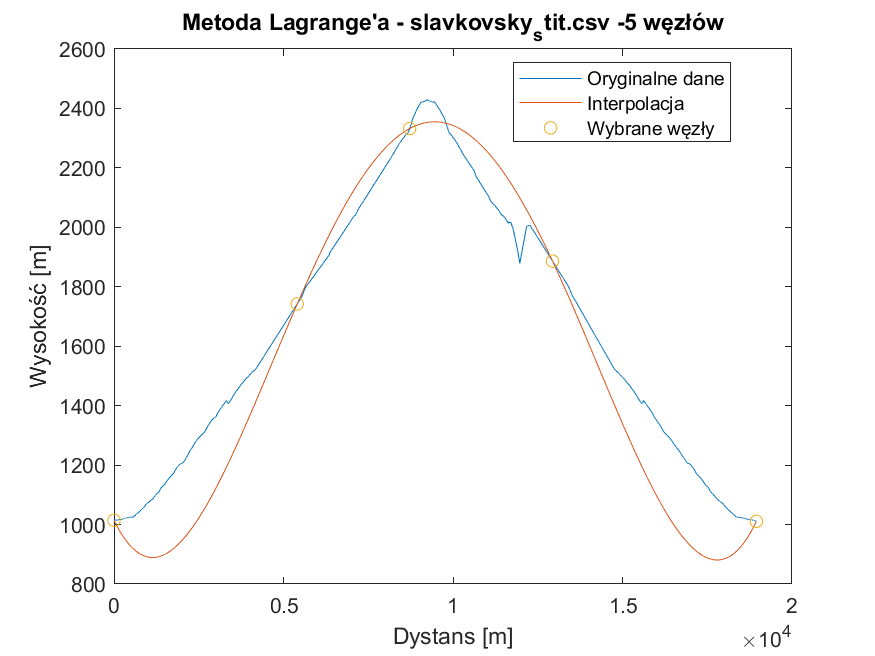 Metoda Lagrange'a - slavkovsky_stit.csv -5 węzłów
Oryginalne dane
Interpolacja
Wybrane węzły
Wysokość [m]
2600
2400
2200
2000
1800
1600
1400
1200
1000
800
0
0.5
1
1.5
2
×10^4
Dystans [m]